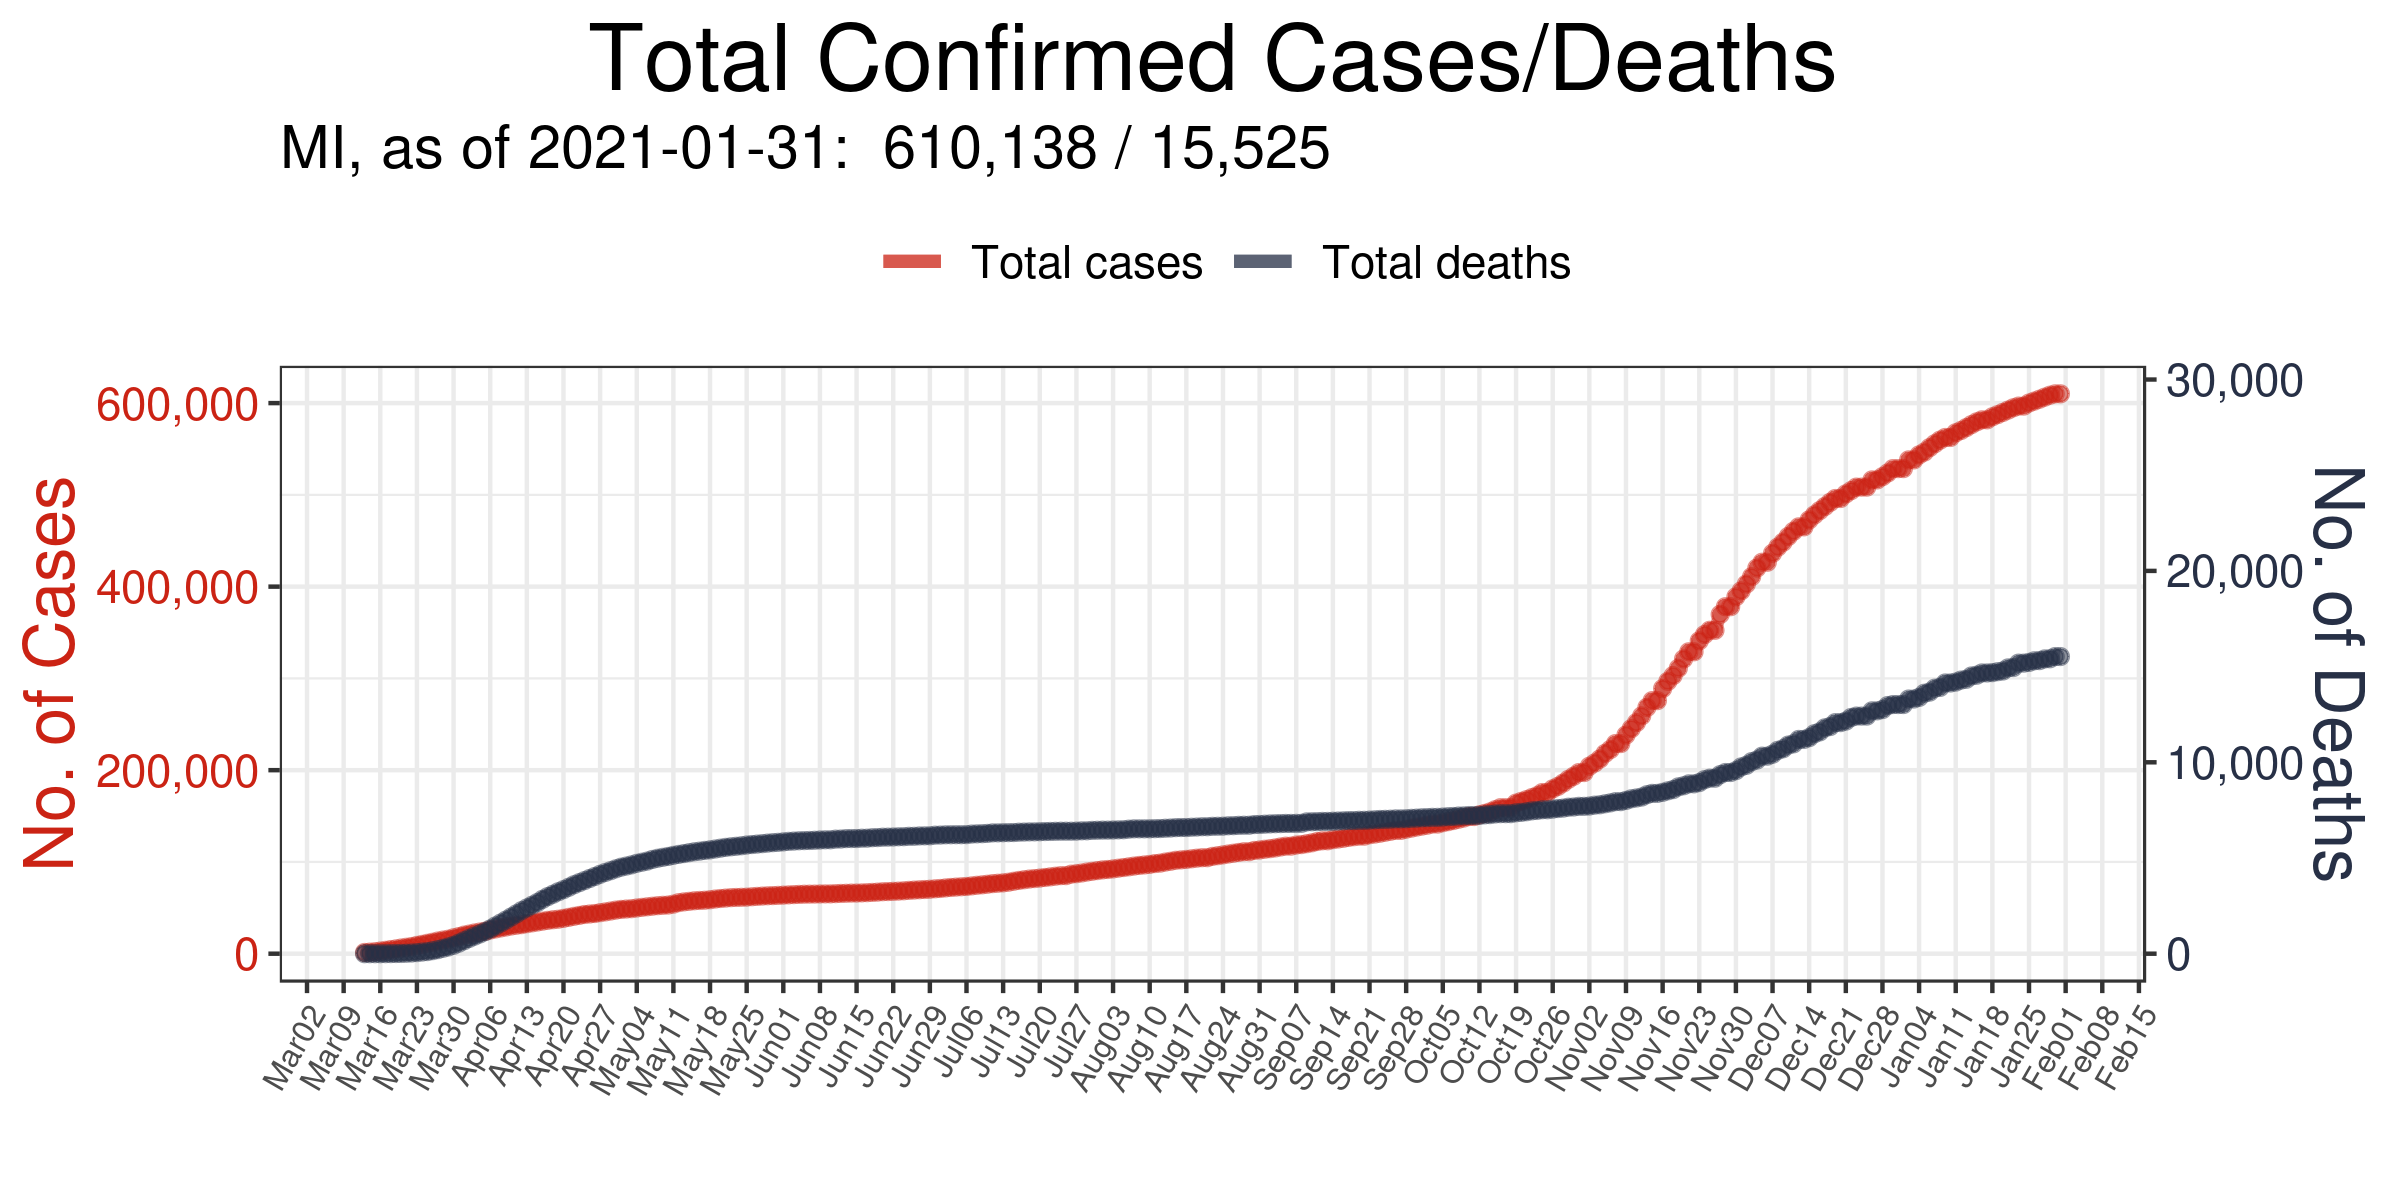 Total Confirmed Cases/Deaths
MI, as of 2021-01-31:  610,138 / 15,525
Total cases
Total deaths
No. of Cases
600,000
400,000
200,000
0
30,000
20,000
10,000
0
No. of Deaths
Mar02
Mar09
Mar16
Mar23
Mar30
Apr06
Apr13
Apr20
Apr27
May04
May11
May18
May25
Jun01
Jun08
Jun15
Jun22
Jun29
Jul06
Jul13
Jul20
Jul27
Aug03
Aug10
Aug17
Aug24
Aug31
Sep07
Sep14
Sep21
Sep28
Oct05
Oct12
Oct19
Oct26
Nov02
Nov09
Nov16
Nov23
Nov30
Dec07
Dec14
Dec21
Dec28
Jan04
Jan11
Jan18
Jan25
Feb01
Feb08
Feb15